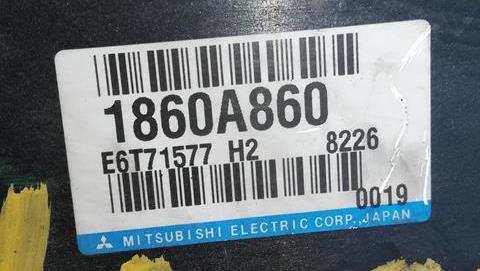 1860A860
E6T71577 H2 8226
0019
MITSUBISHI ELECTRIC CORP. JAPAN